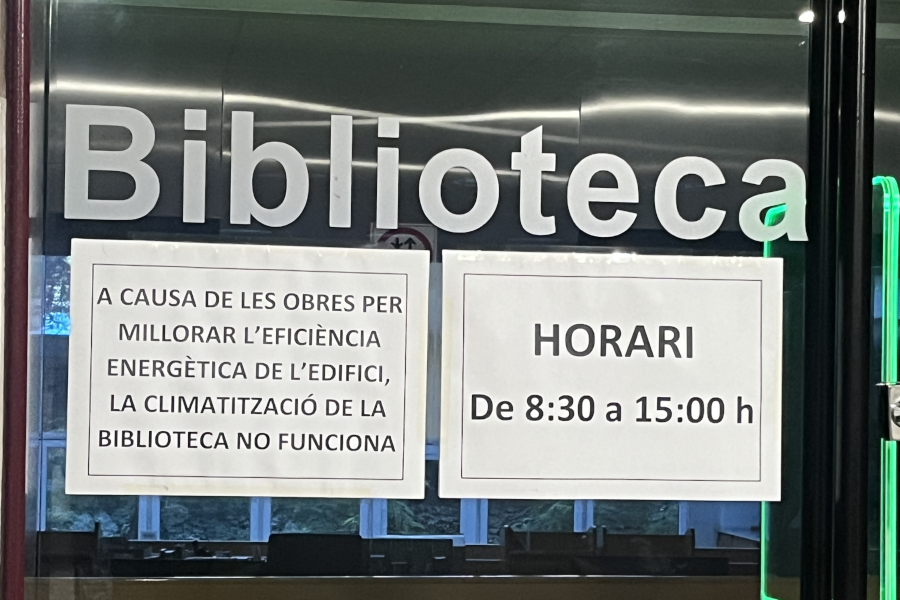 Biblioteca
A CAUSA DE LES OBRES PER
MILLORAR L'EFICIÈNCIA
ENERGÈTICA DE L'EDIFICI,
LA CLIMATITZACIÓ DE LA
BIBLIOTECA NO FUNCIONA
HORARI
De 8:30 a 15:00 h